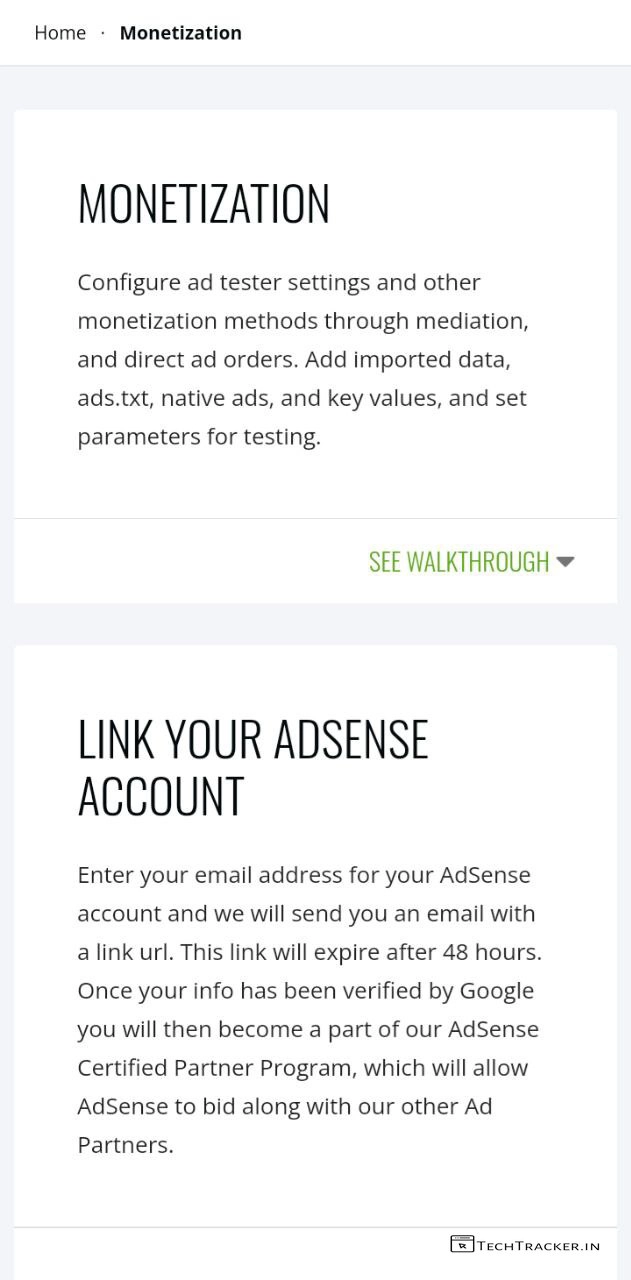 Home · Monetization
MONETIZATION
Configure ad tester settings and other
monetization methods through mediation,
and direct ad orders. Add imported data,
ads.txt, native ads, and key values, and set
parameters for testing.
SEE WALKTHROUGH
LINK YOUR ADSENSE
ACCOUNT
Enter your email address for your AdSense
account and we will send you an email with
a link url. This link will expire after 48 hours.
Once your info has been verified by Google
you will then become a part of our AdSense
Certified Partner Program, which will allow
AdSense to bid along with our other Ad
Partners.
TECHTRACKER.IN